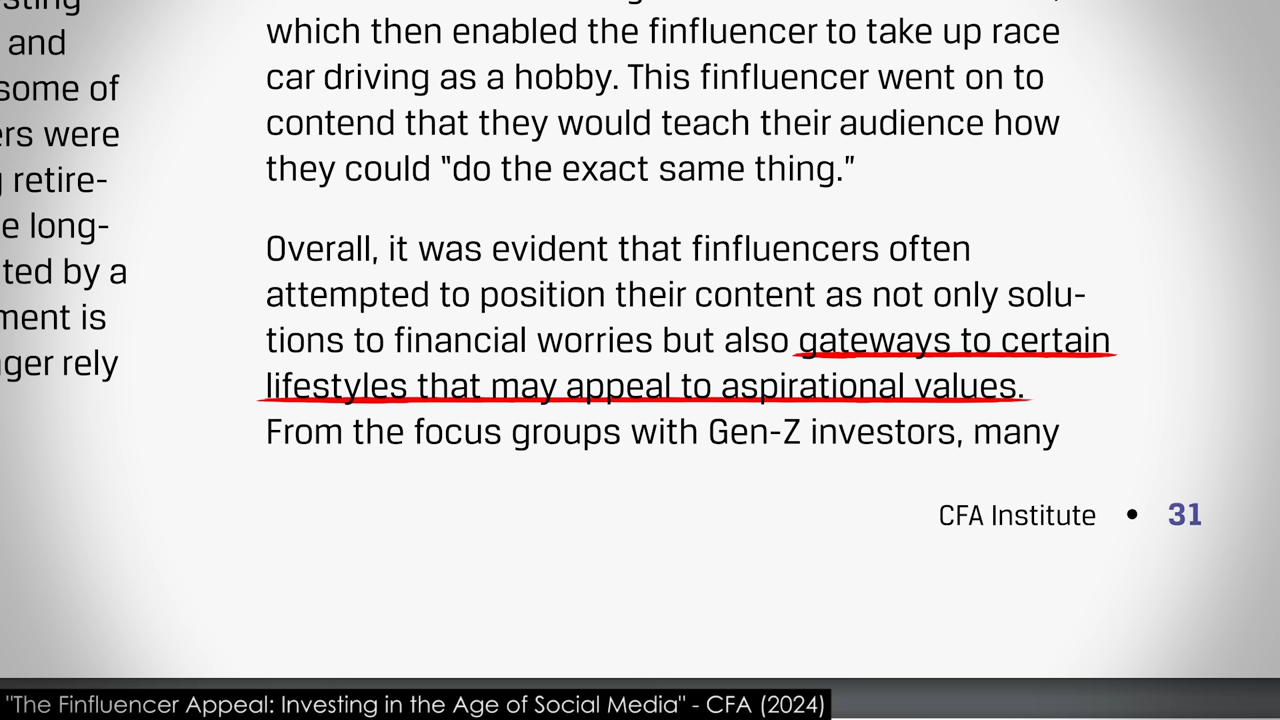 and
some of
were
retire-
long-
by a
is
rely
which then enabled the finfluencer to take up race
car driving as a hobby. This finfluencer went on to
contend that they would teach their audience how
they could "do the exact same thing."
Overall, it was evident that finfluencers often
attempted to position their content as not only solu-
tions to financial worries but also gateways to certain
lifestyles that may appeal to aspirational values.
From the focus groups with Gen-Z investors, many
CFA Institute • 31
"The Finfluencer Appeal: Investing in the Age of Social Media" - CFA (2024)